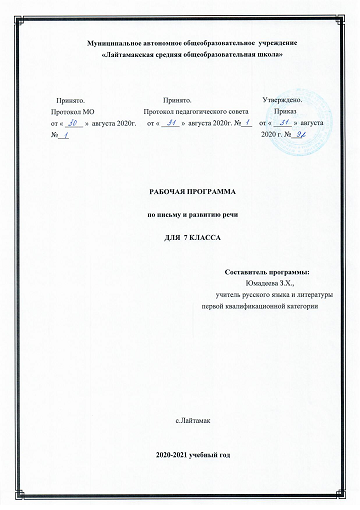 Муниципальное автономное общеобразовательное учреждение
«Лайтамакская средняя общеобразовательная школа»
Принято. Принято. Утверждено.
Протокол МО Протокол педагогического совета Приказ
от « 30 » августа 2020г. от « 31 » августа 2020г. № 1 от « 31 » августа
№ 1 2020 г. №
РАБОЧАЯ ПРОГРАММА
по письму и развитию речи
ДЛЯ 7 КЛАССА
Составитель программы:
Юмадеева З.Х.,
учитель русского языка и литературы
первой квалификационной категории
с.Лайтамак
2020-2021 учебный год